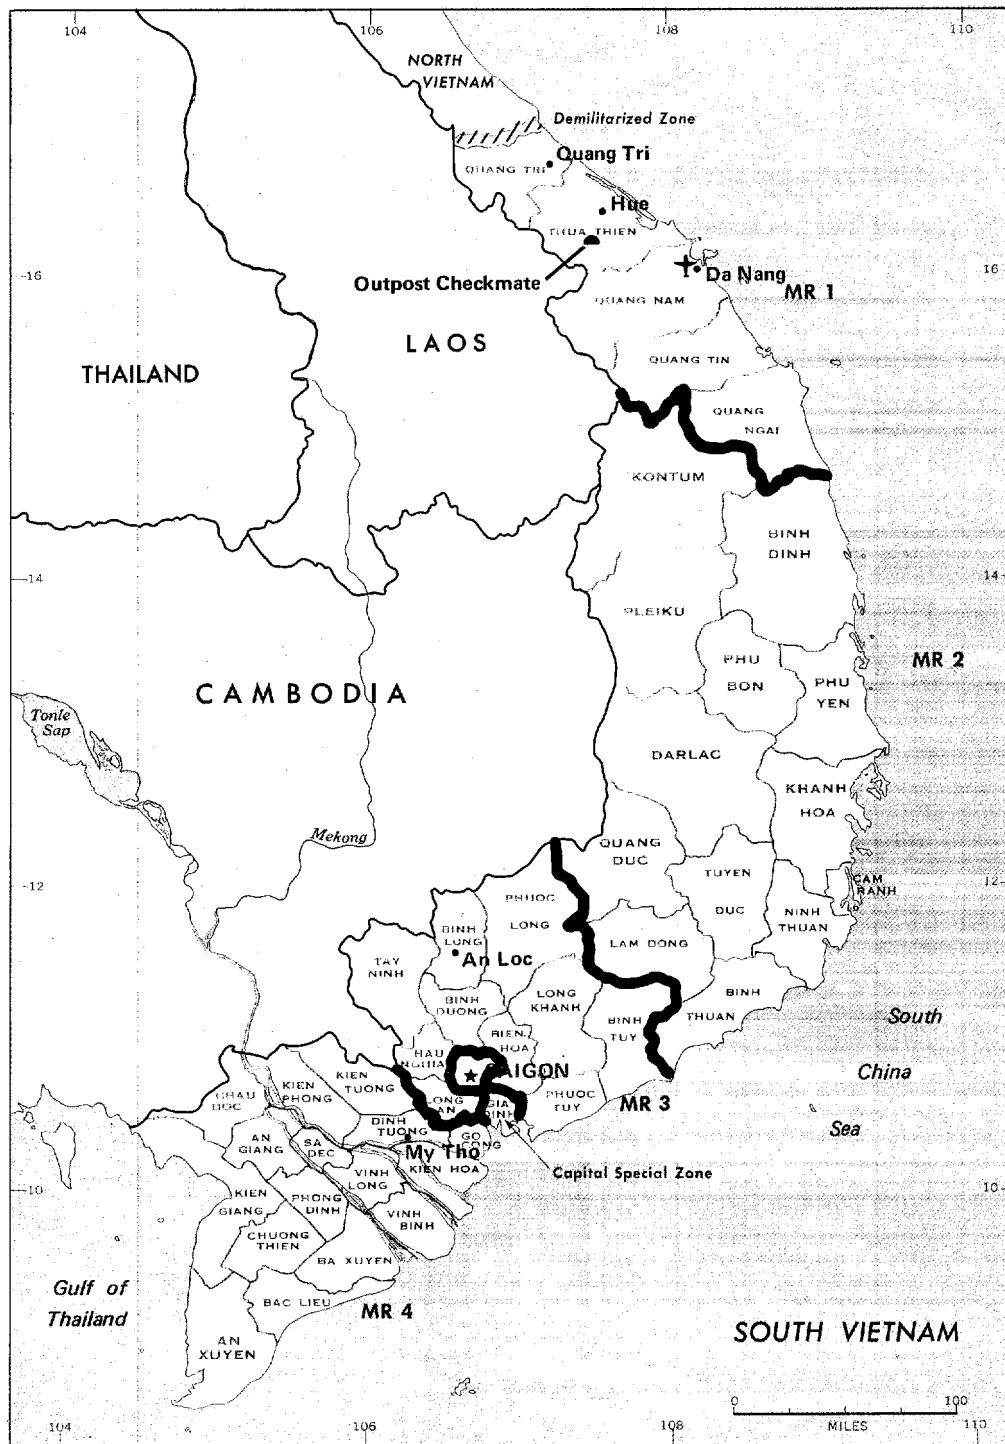 104
106
108
110
NORTH
VIETNAM
Demilitarized Zone
Quang Tri
QUANG TRI
Hue
THUA THIEN
16
16
Outpost Checkmate
Da Nang
MR 1
QUANG NAM
LAOS
THAILAND
QUANG TIN
QUANG
NGAI
KONTUM
BINH
DINH
14
14
PLEIKU
PHU
BON
MR 2
PHU
YEN
CAMBODIA
Tonle
Sap
DARLAC
KHANH
HOA
Mekong
QUANG
DUC
12
12
TUYEN
DUC
CAM
RANH
PHUOC
LONG
NINH
THUAN
BINH
LONG
An Loc
LAM DONG
TAY
NINH
LONG
KHANH
BINH
DUONG
BINH
THUAN
BINH
TUY
BIEN
HOA
HAU
NGHIA
SAIGON
South
China
Sea
KIEN
TUONG
KIEN
PHONG
CHAU
DOC
LONG
AN
GIA
DINH
PHUOC
TUY
MR 3
DINH
TUONG
GO
CONG
AN
GIANG
SA
DEC
My Tho
KIEN HOA
Capital Special Zone
VINH
LONG
10
10
KIEN
GIANG
PHONG
DINH
VINH
BINH
CHUONG
THIEN
BA XUYEN
Gulf of
Thailand
BAC LIEU
MR 4
AN
XUYEN
SOUTH VIETNAM
0
100
MILES
104
106
108
110